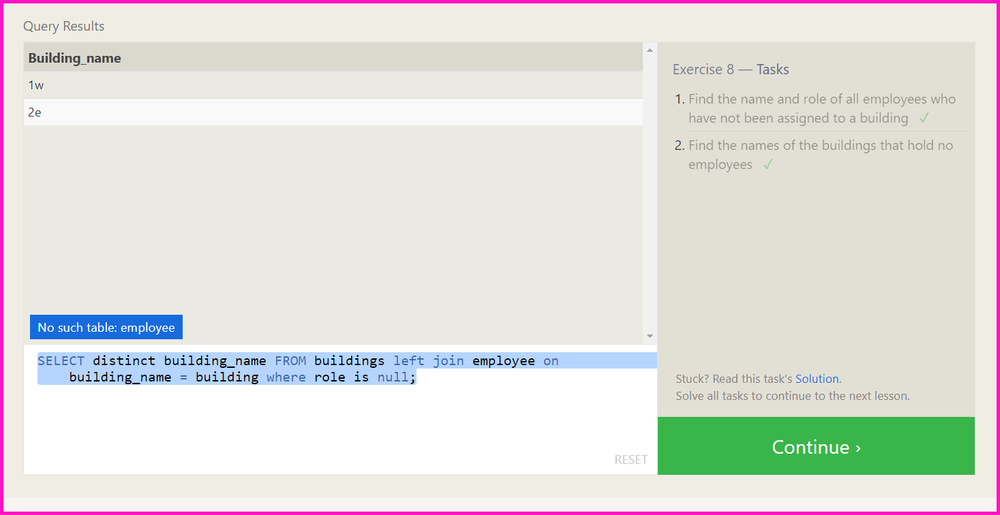 Query Results
Building_name
1w
2e
No such table: employee
SELECT distinct building_name FROM buildings left join employee on
building_name = building where role is null;
RESET
Exercise 8 — Tasks
1. Find the name and role of all employees who
have not been assigned to a building ✓
2. Find the names of the buildings that hold no
employees ✓
Stuck? Read this task's Solution.
Solve all tasks to continue to the next lesson.
Continue ›